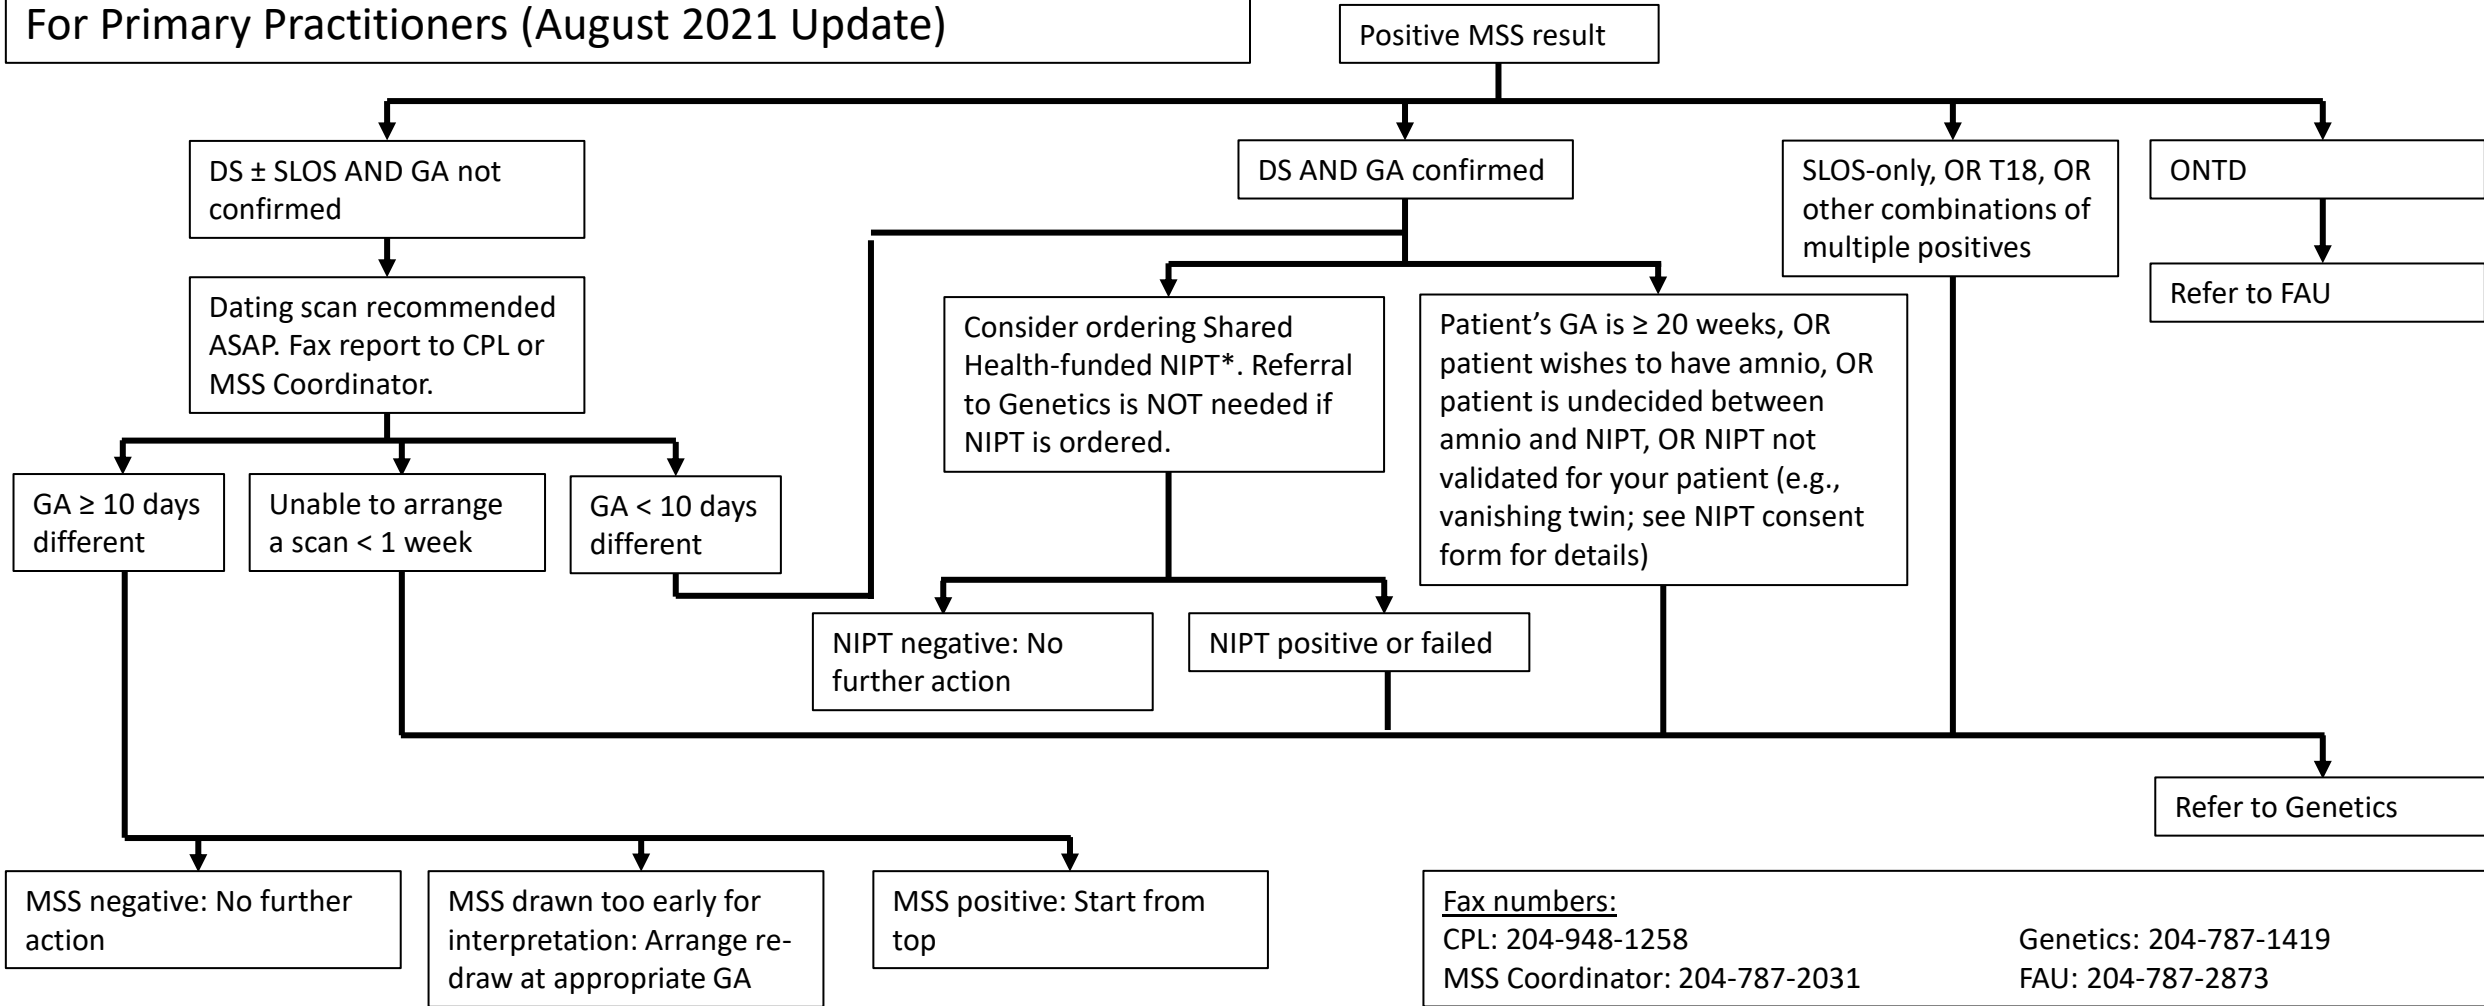 For Primary Practitioners (August 2021 Update)
Positive MSS result
DS ± SLOS AND GA not
confirmed
DS AND GA confirmed
SLOS-only, OR T18, OR
other combinations of
multiple positives
ONTD
Dating scan recommended
ASAP. Fax report to CPL or
MSS Coordinator.
Consider ordering Shared
Health-funded NIPT*. Referral
to Genetics is NOT needed if
NIPT is ordered.
Patient's GA is ≥ 20 weeks, OR
patient wishes to have amnio, OR
patient is undecided between
amnio and NIPT, OR NIPT not
validated for your patient (e.g.,
vanishing twin; see NIPT consent
form for details)
Refer to FAU
GA ≥ 10 days
different
Unable to arrange
a scan < 1 week
GA < 10 days
different
NIPT negative: No
further action
NIPT positive or failed
Refer to Genetics
MSS negative: No further
action
MSS drawn too early for
interpretation: Arrange re-
draw at appropriate GA
MSS positive: Start from
top
Fax numbers:
CPL: 204-948-1258
Genetics: 204-787-1419
MSS Coordinator: 204-787-2031
FAU: 204-787-2873